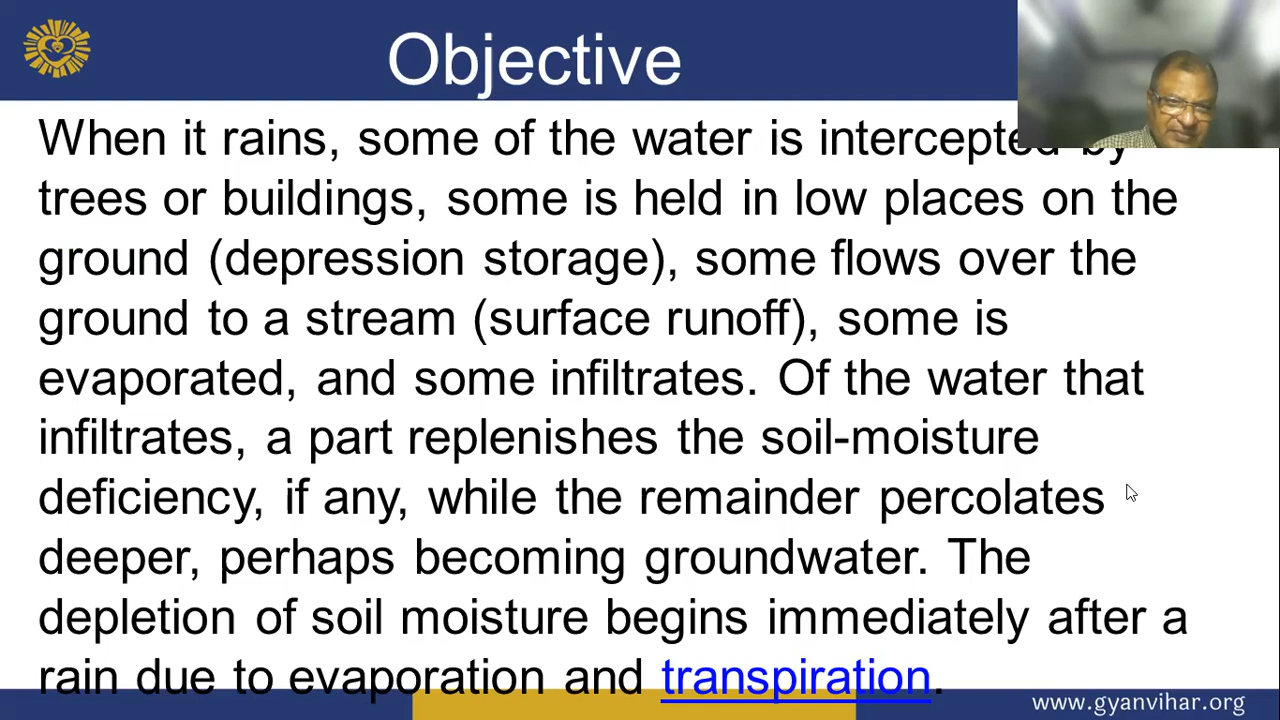 Objective
When it rains, some of the water is intercepted by
trees or buildings, some is held in low places on the
ground (depression storage), some flows over the
ground to a stream (surface runoff), some is
evaporated, and some infiltrates. Of the water that
infiltrates, a part replenishes the soil-moisture
deficiency, if any, while the remainder percolates
deeper, perhaps becoming groundwater. The
depletion of soil moisture begins immediately after a
rain due to evaporation and transpiration.
www.gyanvihar.org